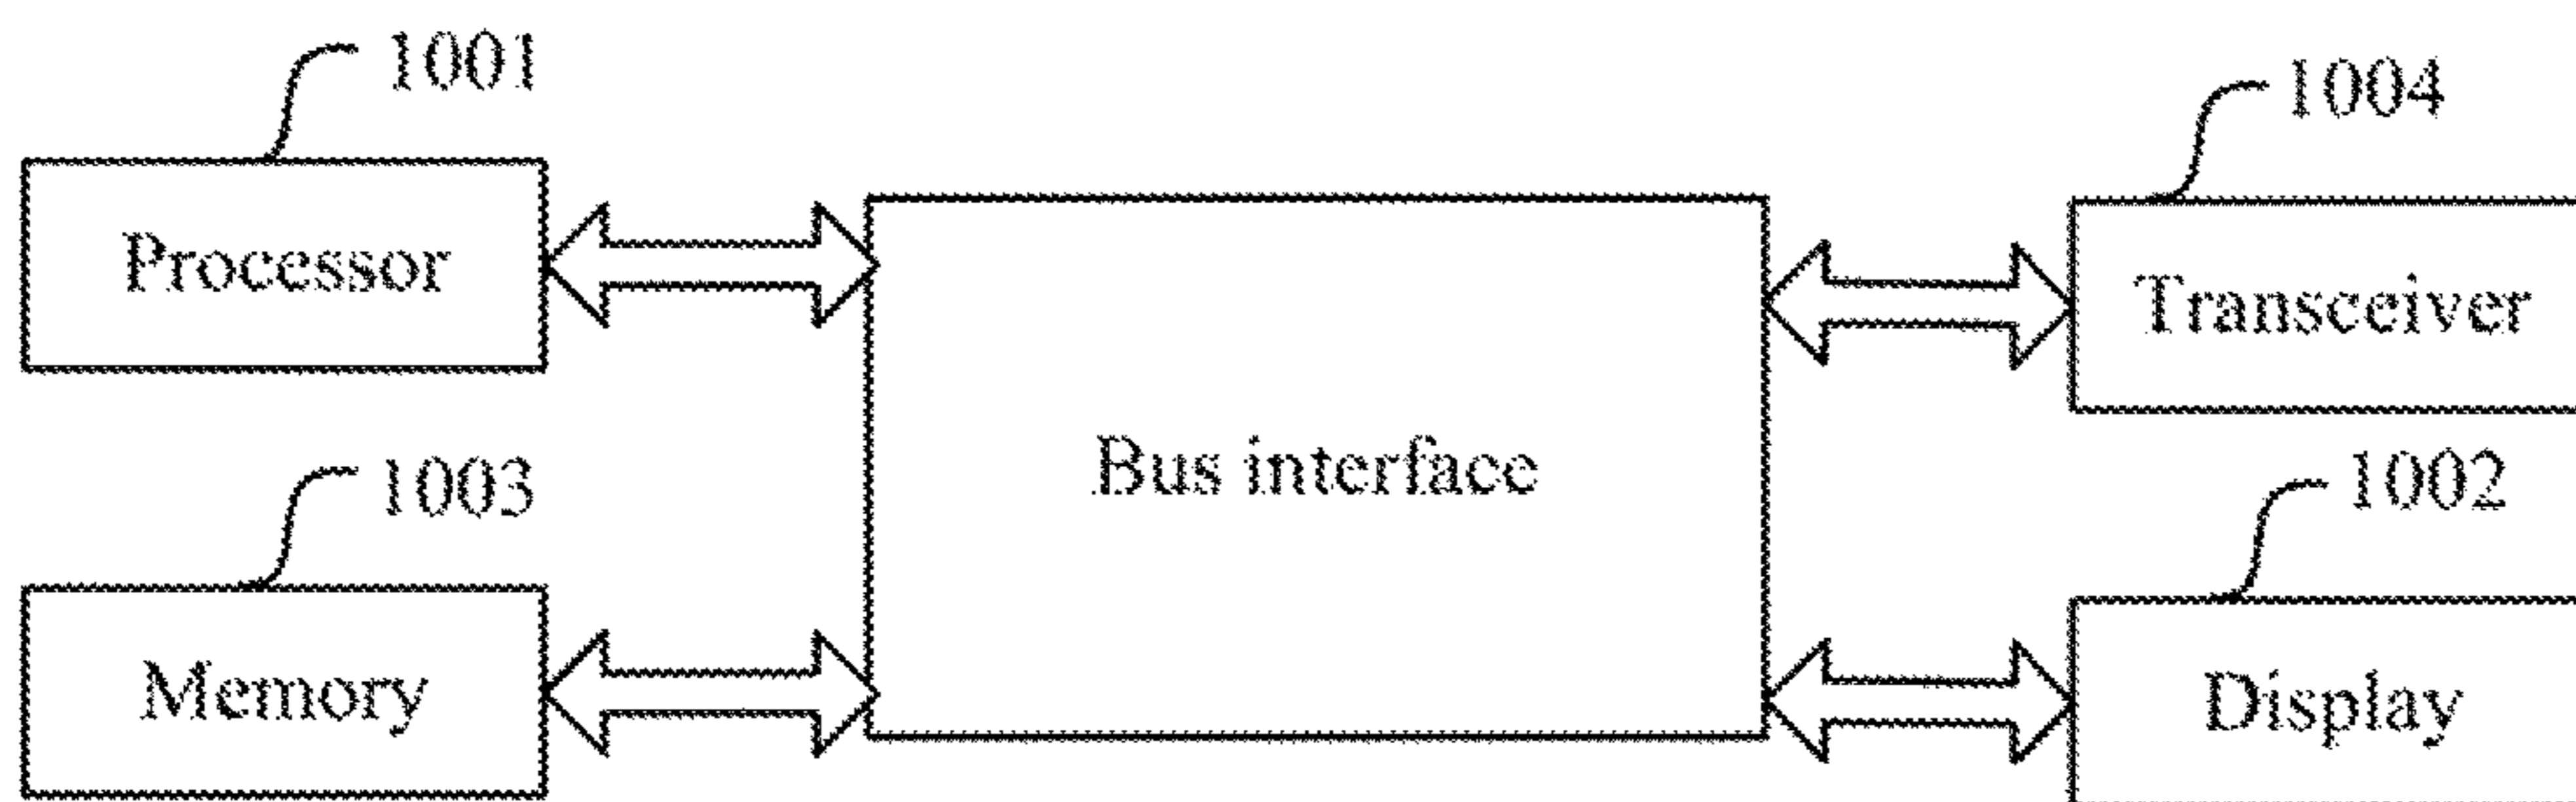 1001
1004
Processor
Transceiver
Bus interface
1003
1002
Memory
Display